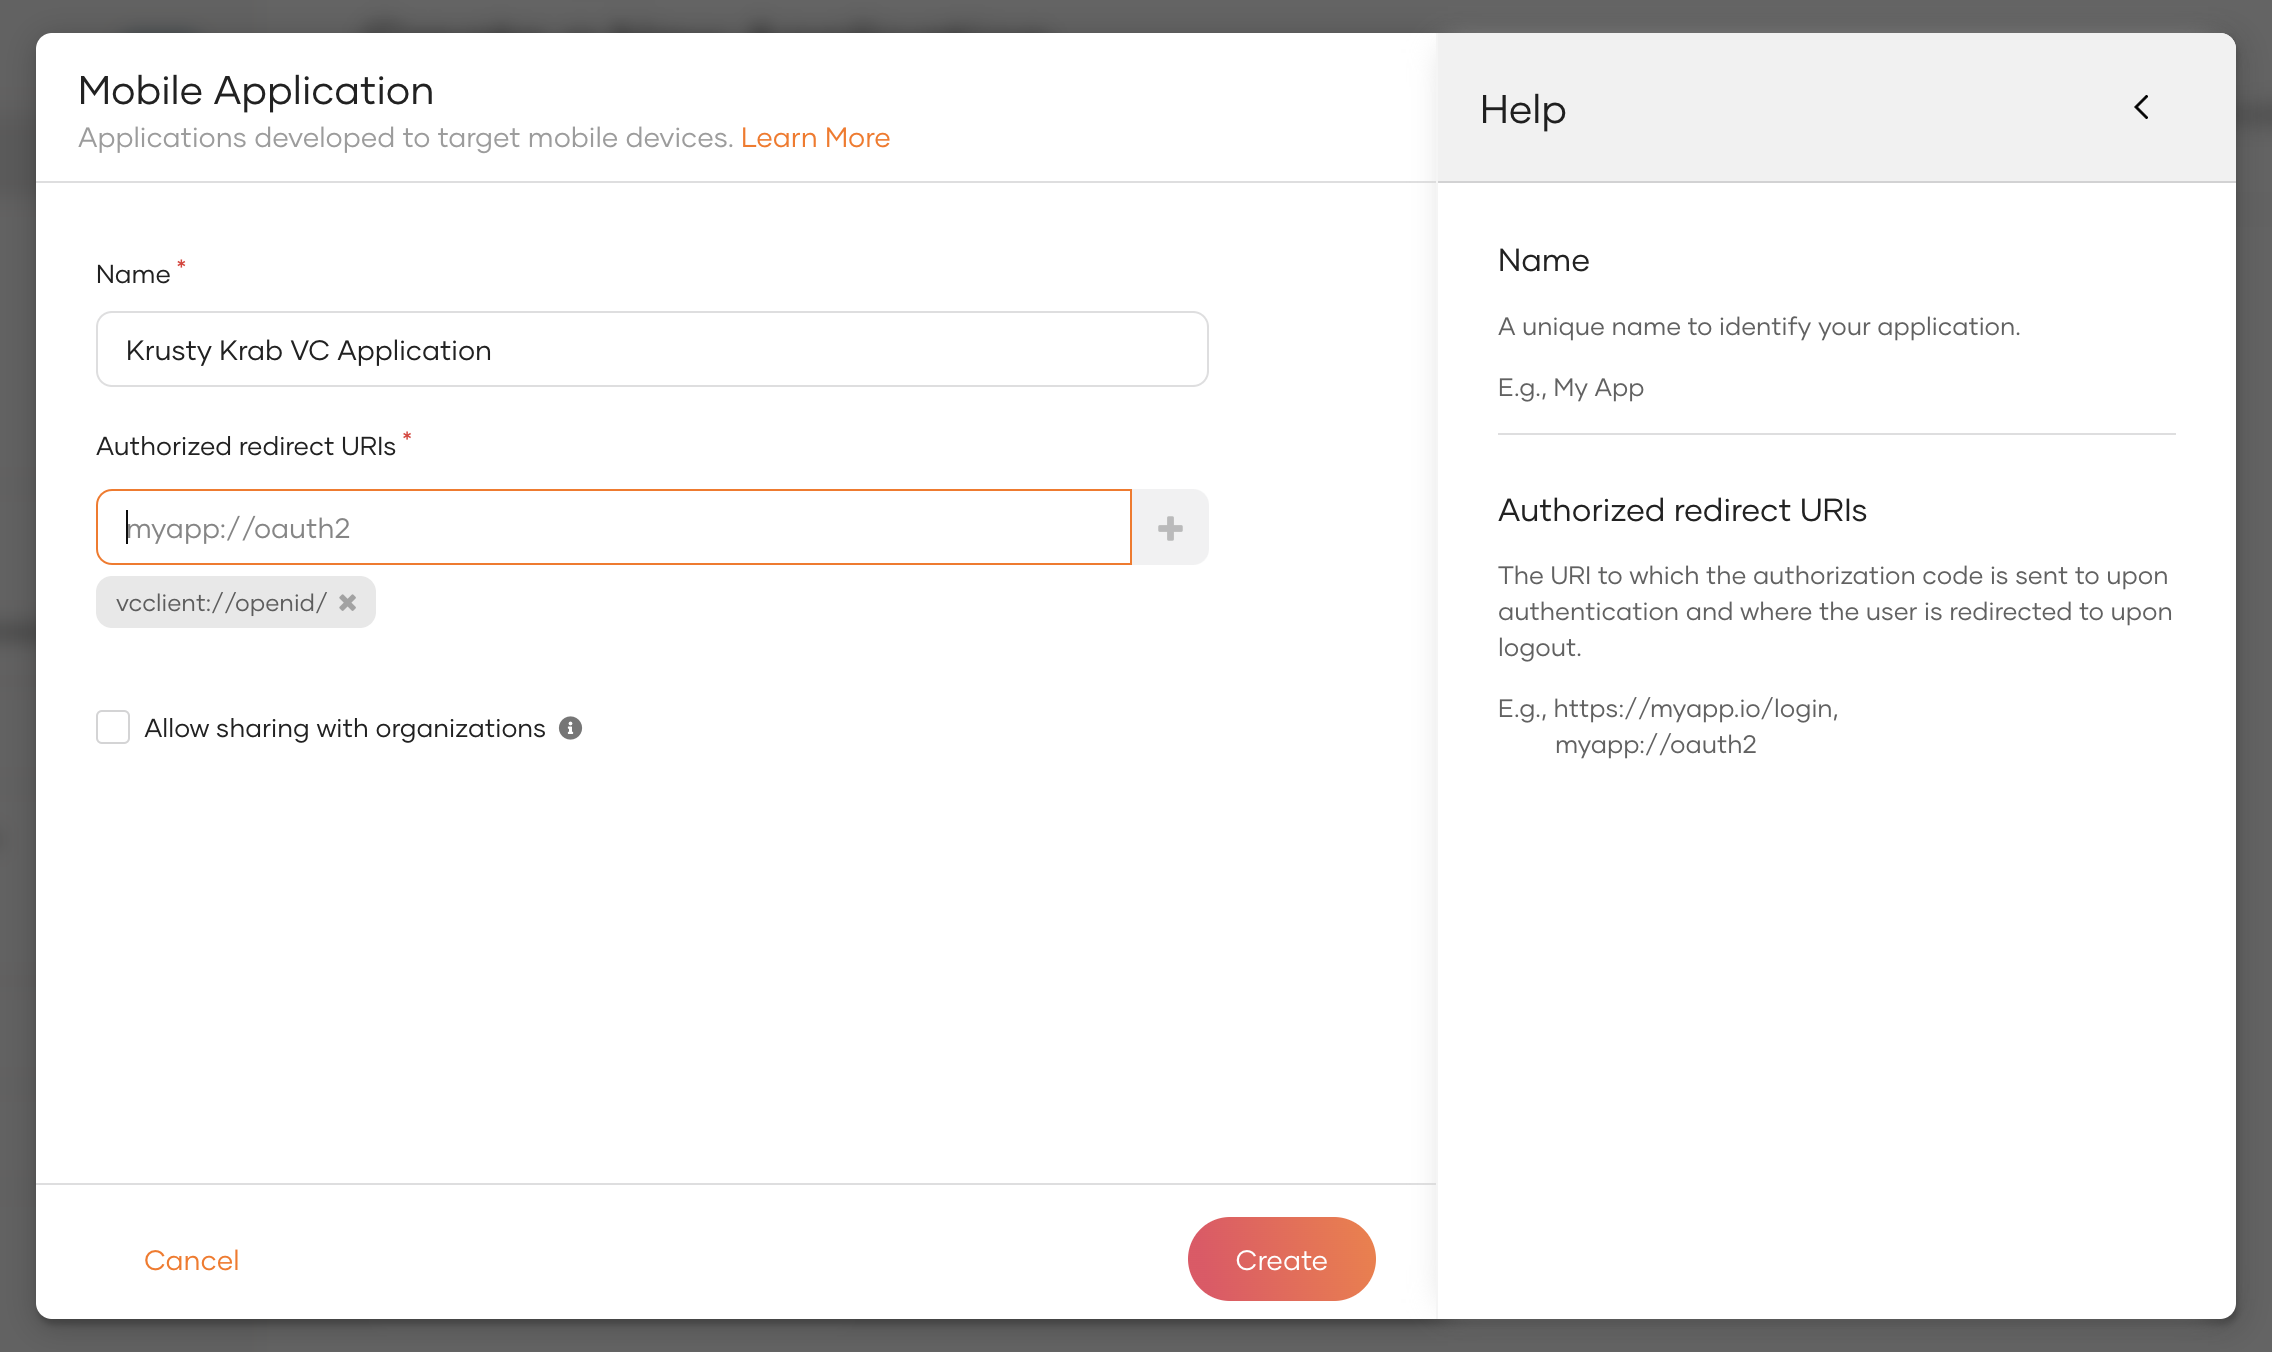 Mobile Application
Applications developed to target mobile devices. Learn More
Name *
Krusty Krab VC Application
Authorized redirect URIs *
myapp://oauth2
vcclient://openid/
Allow sharing with organizations
Cancel
Create
Help
Name
A unique name to identify your application.
E.g., My App
Authorized redirect URIs
The URI to which the authorization code is sent to upon
authentication and where the user is redirected to upon
logout.
E.g., https://myapp.io/login,
myapp://oauth2